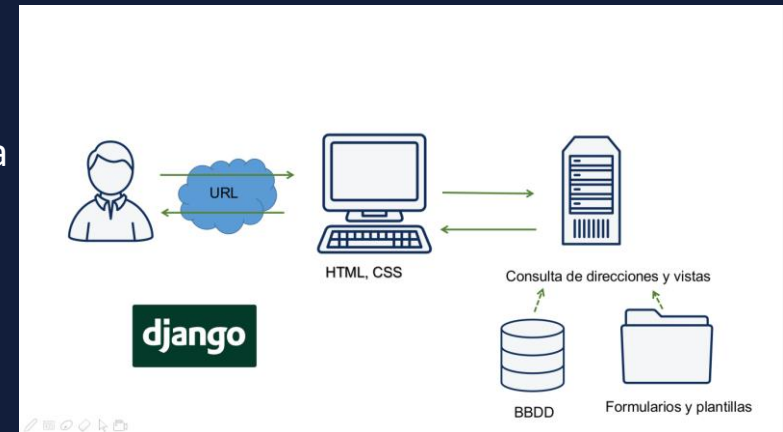 a
URL
HTML, CSS
Consulta de direcciones y vistas
django
BBDD
Formularios y plantillas